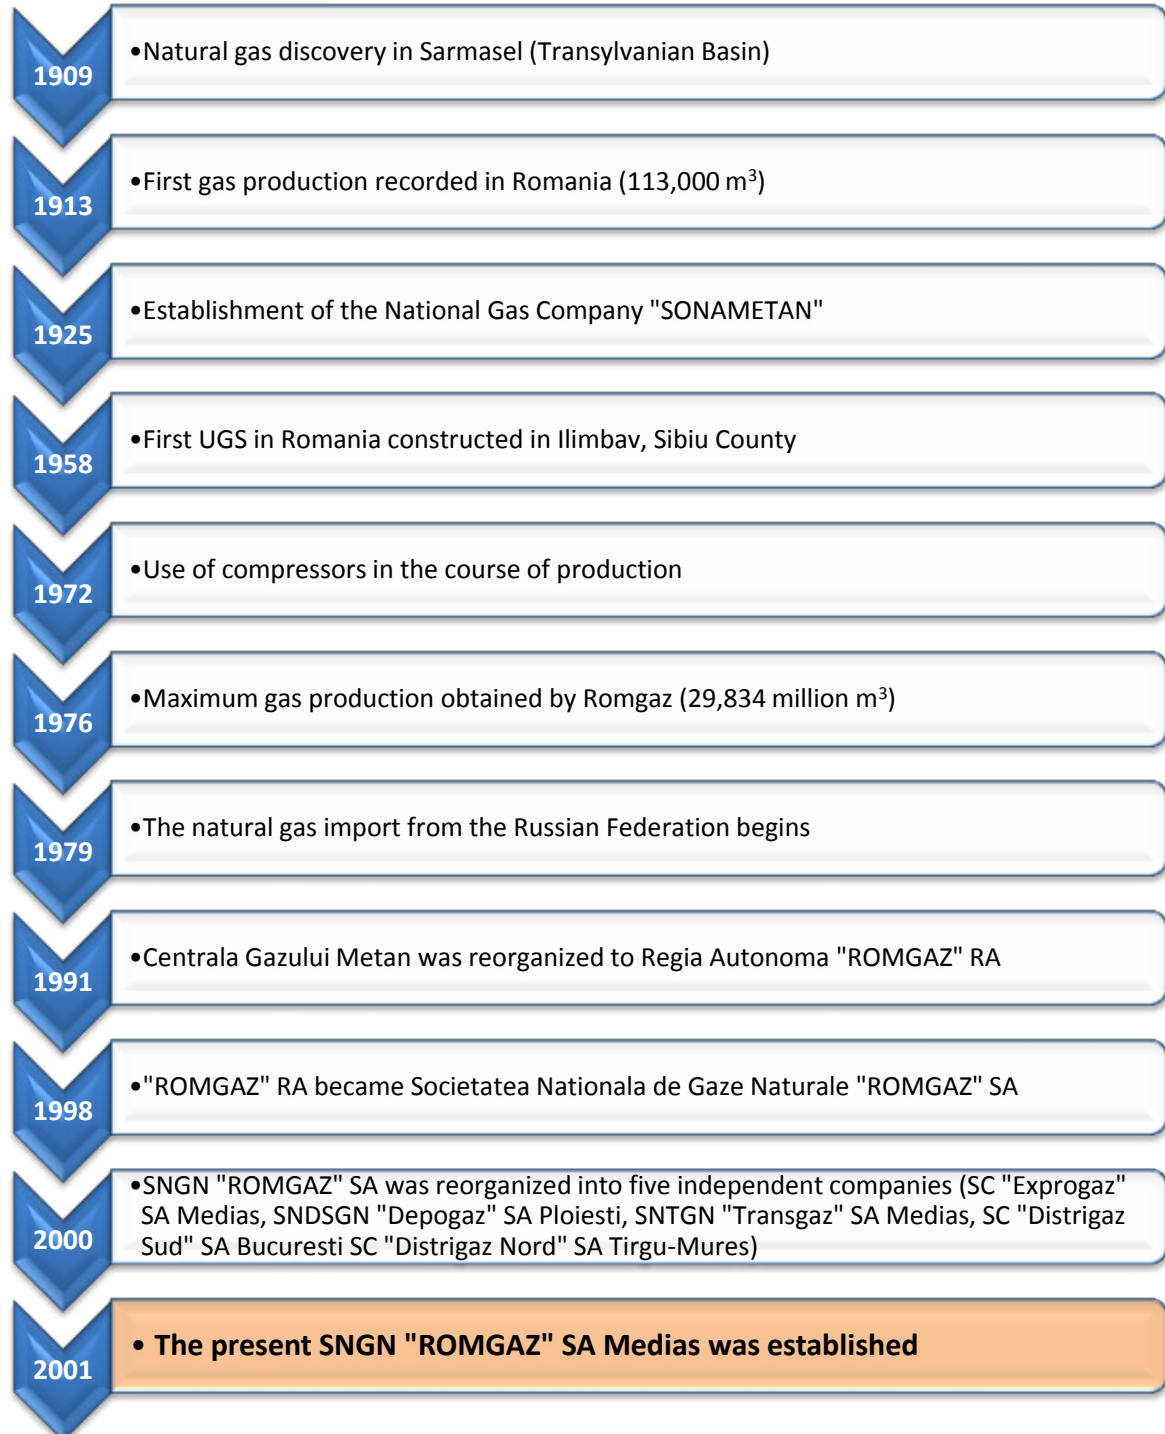 1909
•Natural gas discovery in Sarmasel (Transylvanian Basin)
1913
•First gas production recorded in Romania (113,000 m³)
1925
•Establishment of the National Gas Company "SONAMETAN"
1958
•First UGS in Romania constructed in Ilimbav, Sibiu County
1972
•Use of compressors in the course of production
1976
•Maximum gas production obtained by Romgaz (29,834 million m³)
1979
•The natural gas import from the Russian Federation begins
1991
•Centrala Gazului Metan was reorganized to Regia Autonoma "ROMGAZ" RA
1998
•"ROMGAZ" RA became Societatea Nationala de Gaze Naturale "ROMGAZ" SA
2000
•SNGN "ROMGAZ" SA was reorganized into five independent companies (SC "Exprogaz"
SA Medias, SNDSGN "Depogaz" SA Ploiesti, SNTGN "Transgaz" SA Medias, SC "Distrigaz
Sud" SA Bucuresti SC "Distrigaz Nord" SA Tirgu-Mures)
2001
• The present SNGN "ROMGAZ" SA Medias was established